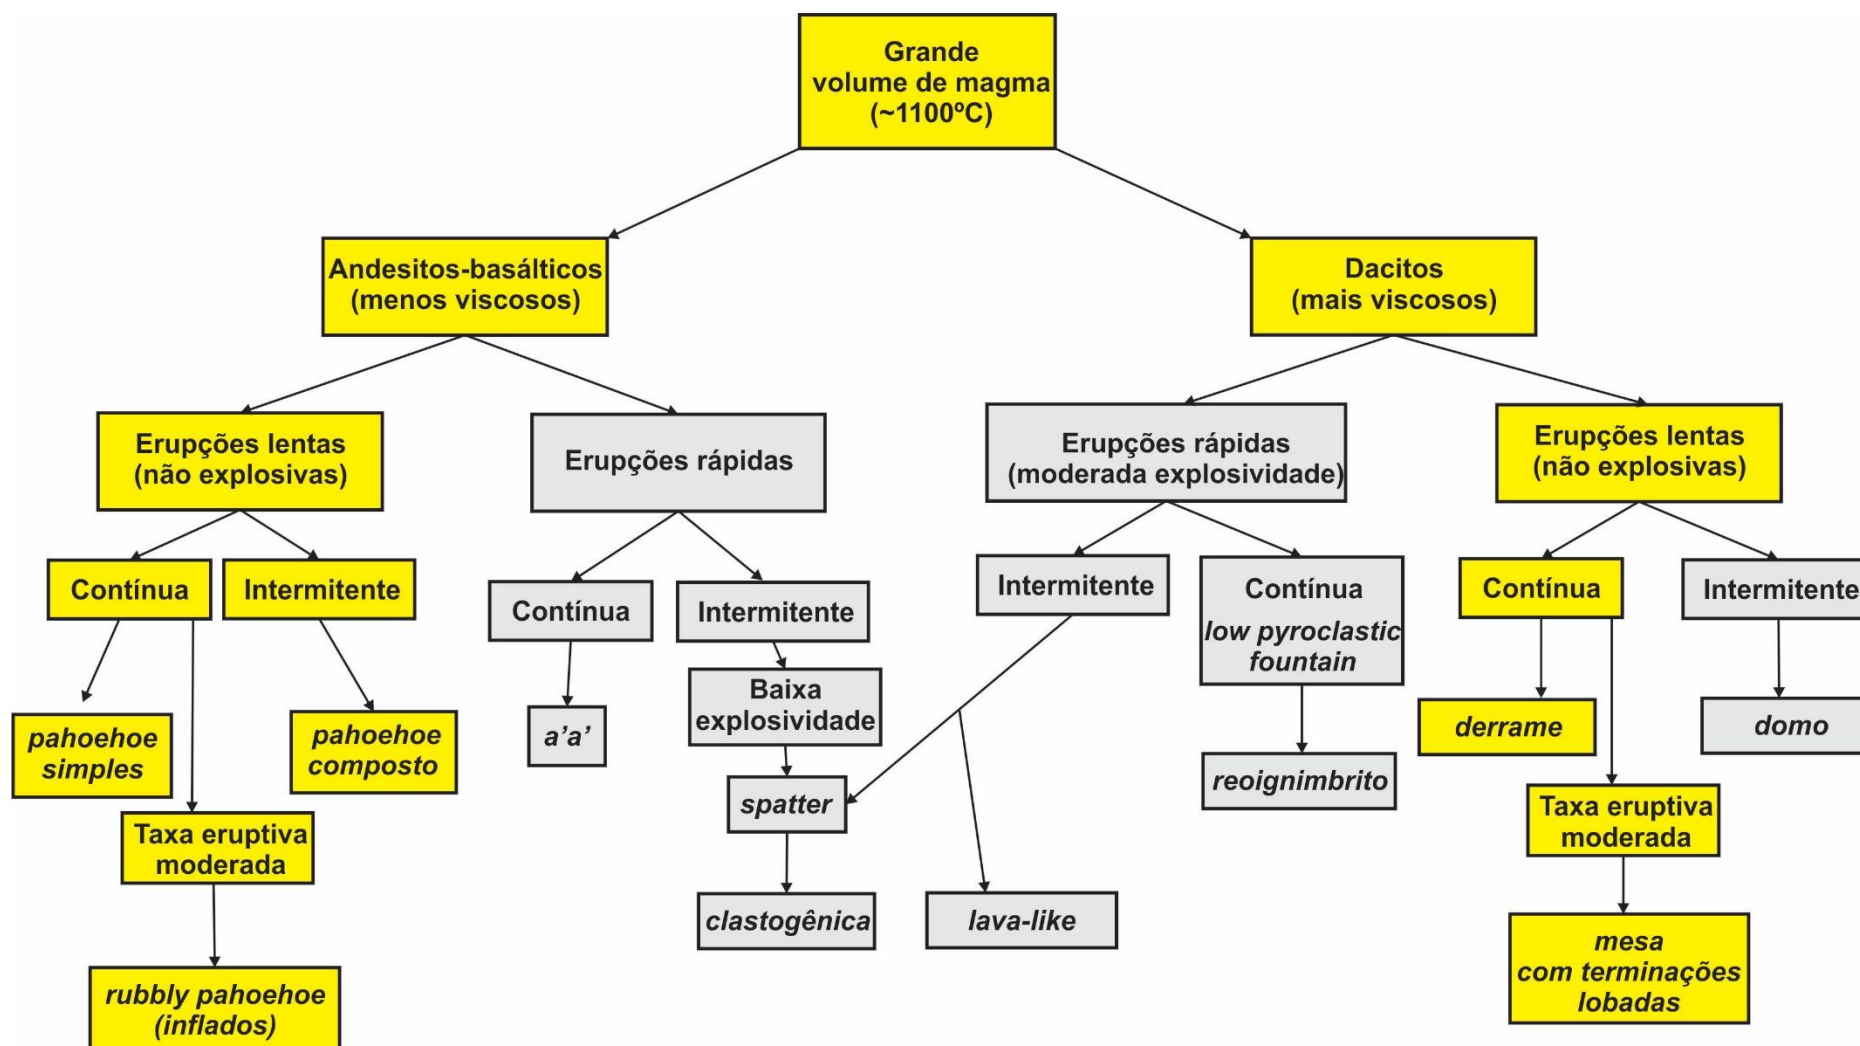 Grande
volume de magma
(~1100ºC)
Andesitos-basálticos
(menos viscosos)
Dacitos
(mais viscosos)
Erupções lentas
(não explosivas)
Erupções rápidas
Erupções rápidas
(moderada explosividade)
Erupções lentas
(não explosivas)
Contínua
Intermitente
Contínua
Intermitente
Intermitente
Contínua
low pyroclastic
fountain
Contínua
Intermitente
pahoehoe
simples
pahoehoe
composto
a'a'
Baixa
explosividade
derrame
domo
reoignimbrito
spatter
Taxa eruptiva
moderada
Taxa eruptiva
moderada
clastogênica
lava-like
rubbly pahoehoe
(inflados)
mesa
com terminações
lobadas